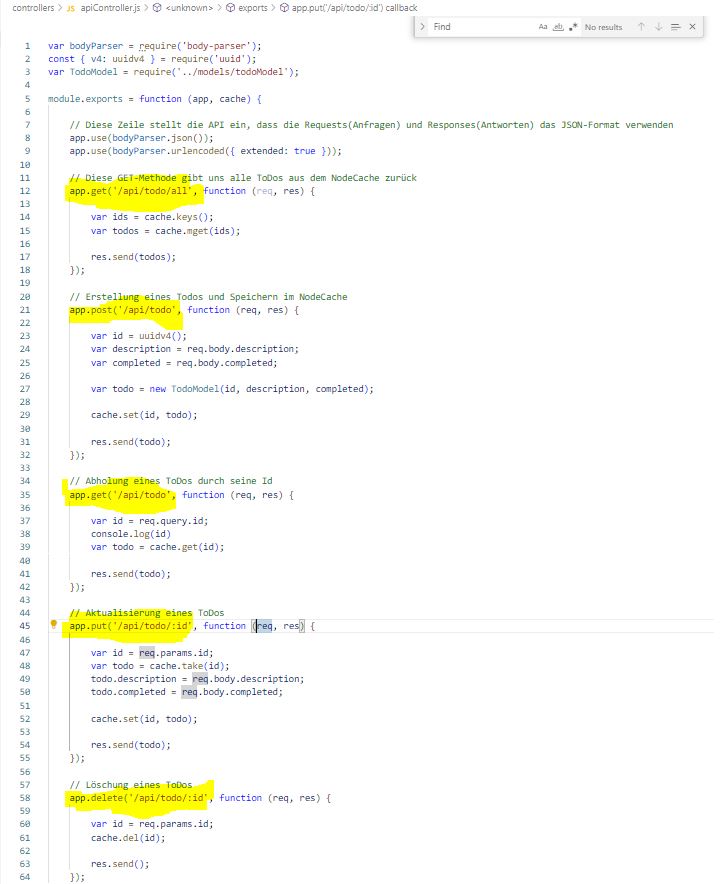 controllers > JS apiController.js > <unknown> > exports > app.put('/api/todo/:id') callback
> Find Aa ab .* No results
1 var bodyParser = require('body-parser');
2 const { v4: uuidv4 } = require('uuid');
3 var TodoModel = require('../models/todoModel');
4
5 module.exports = function (app, cache) {
6
7 // Diese Zeile stellt die API ein, dass die Requests(Anfragen) und Responses(Antworten) das JSON-Format verwenden
8 app.use(bodyParser.json());
9 app.use(bodyParser.urlencoded({ extended: true }));
10
11 // Diese GET-Methode gibt uns alle ToDos aus dem NodeCache zurück
12 app.get('/api/todo/all', function (req, res) {
13
14 var ids = cache.keys();
15 var todos = cache.mget(ids);
16
17 res.send(todos);
18 });
19
20 // Erstellung eines Todos und Speichern im NodeCache
21 app.post('/api/todo', function (req, res) {
22
23 var id = uuidv4();
24 var description = req.body.description;
25 var completed = req.body.completed;
26
27 var todo = new TodoModel(id, description, completed);
28
29 cache.set(id, todo);
30
31 res.send(todo);
32 });
33
34 // Abholung eines ToDos durch seine Id
35 app.get('/api/todo', function (req, res) {
36
37 var id = req.query.id;
38 console.log(id)
39 var todo = cache.get(id);
40
41 res.send(todo);
42 });
43
44 // Aktualisierung eines ToDos
45 app.put('/api/todo/:id', function (req, res) {
46
47 var id = req.params.id;
48 var todo = cache.take(id);
49 todo.description = req.body.description;
50 todo.completed = req.body.completed;
51
52 cache.set(id, todo);
53
54 res.send(todo);
55 });
56
57 // Löschung eines ToDos
58 app.delete('/api/todo/:id', function (req, res) {
59
60 var id = req.params.id;
61 cache.del(id);
62
63 res.send();
64 });